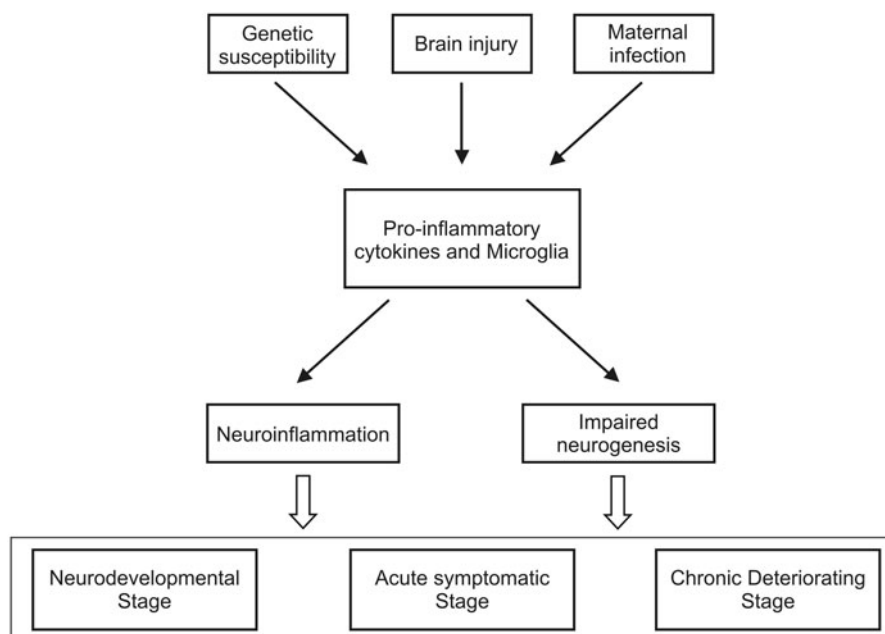 Genetic
susceptibility
Brain injury
Maternal
infection
Pro-inflammatory
cytokines and Microglia
Neuroinflammation
Impaired
neurogenesis
Neurodevelopmental
Stage
Acute symptomatic
Stage
Chronic Deteriorating
Stage